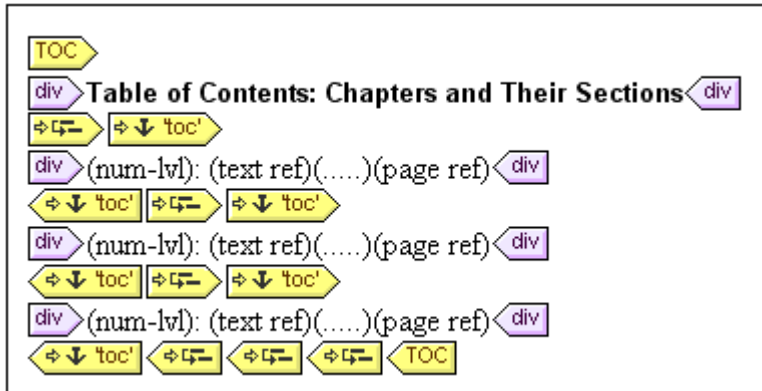 TOC
div Table of Contents: Chapters and Their Sections div
'toc'
div (num-lvl): (text ref)(.....)(page ref) div
'toc' 'toc'
div (num-lvl): (text ref)(.....)(page ref) div
'toc' 'toc'
div (num-lvl): (text ref)(.....)(page ref) div
'toc' TOC